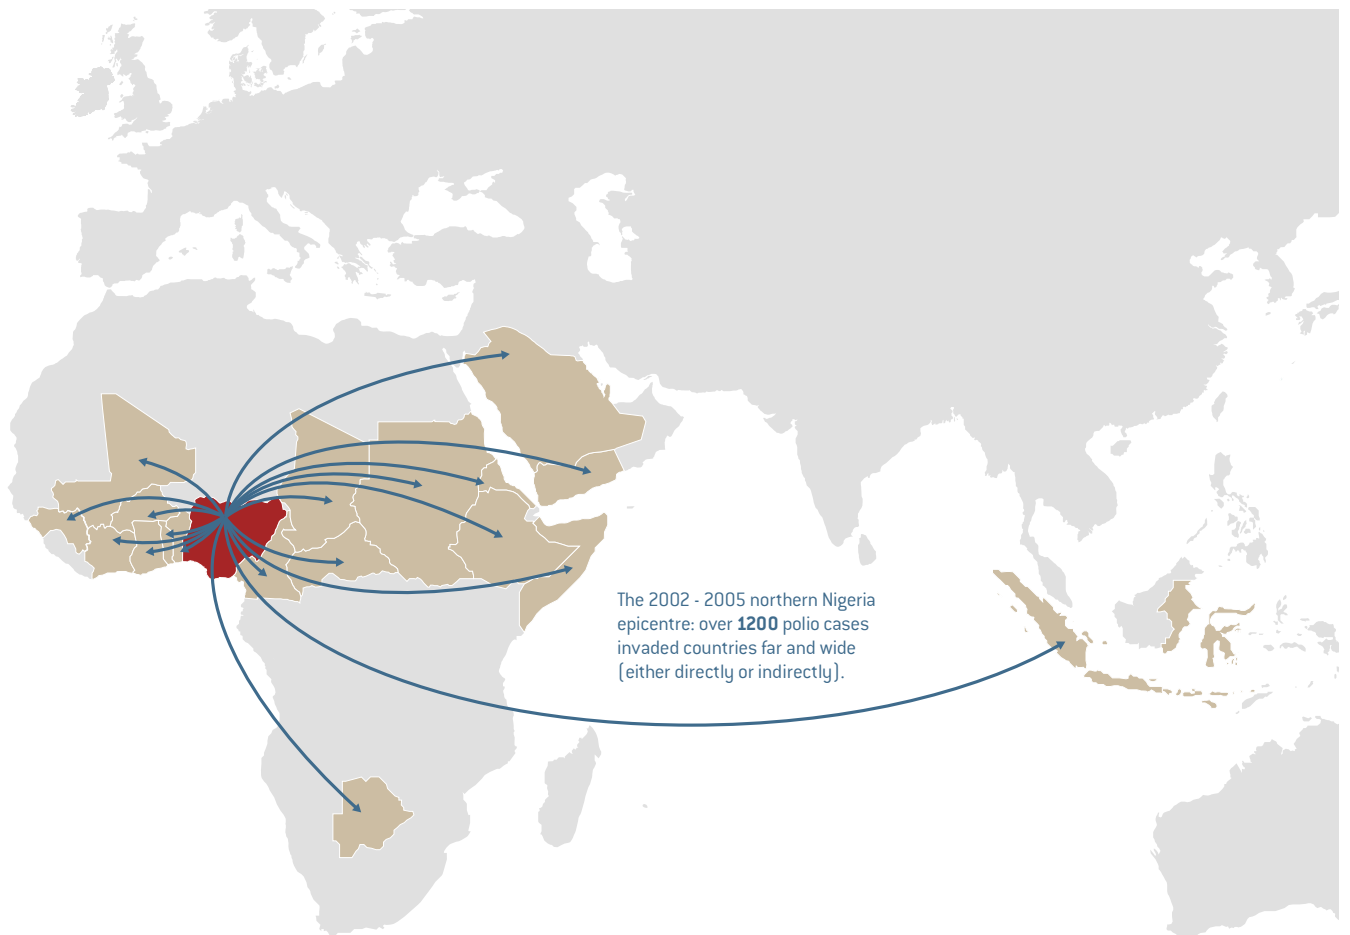 The 2002 - 2005 northern Nigeria
epicentre: over 1200 polio cases
invaded countries far and wide
(either directly or indirectly).